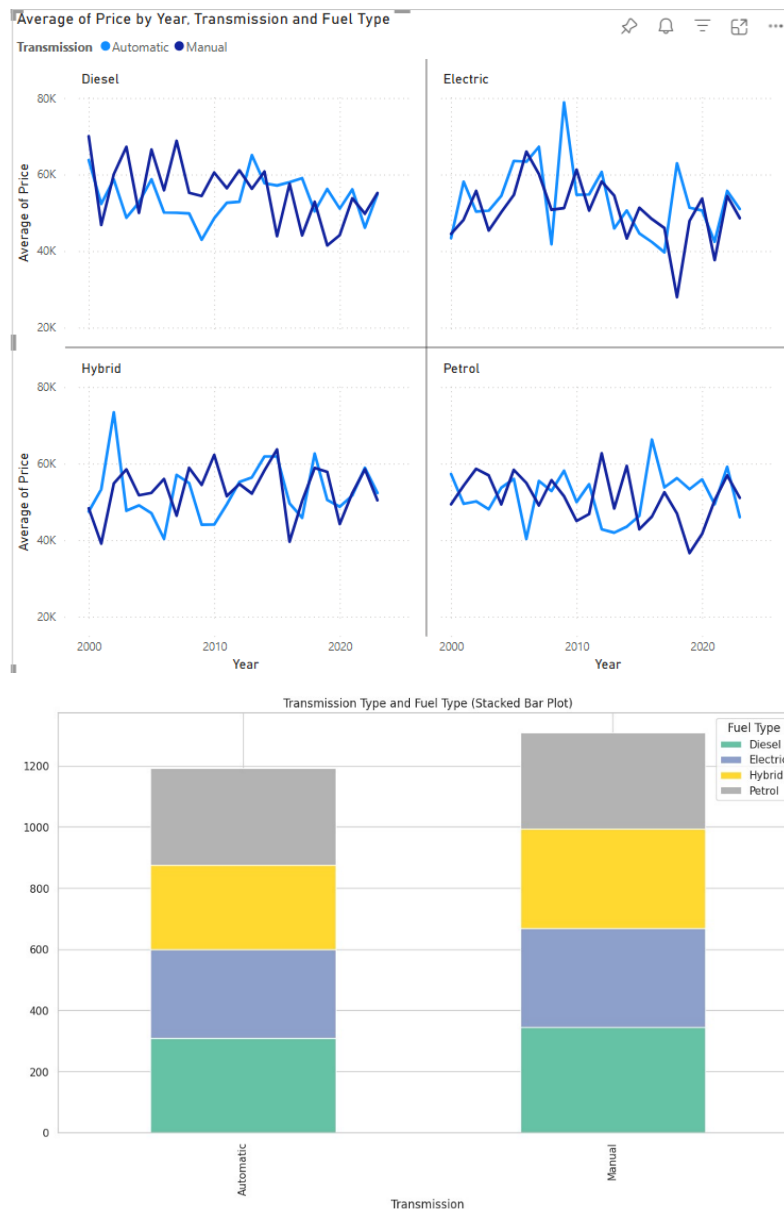 Average of Price by Year, Transmission and Fuel Type
Transmission Automatic Manual
Diesel
Electric
80K
60K
40K
20K
Average of Price
Hybrid
Petrol
80K
60K
40K
20K
Average of Price
2000 2010 2020
2000 2010 2020
Year
Year
Transmission Type and Fuel Type (Stacked Bar Plot)
Fuel Type
Diesel
Electric
Hybrid
Petrol
1200
1000
800
600
400
200
0
Automatic
Manual
Transmission